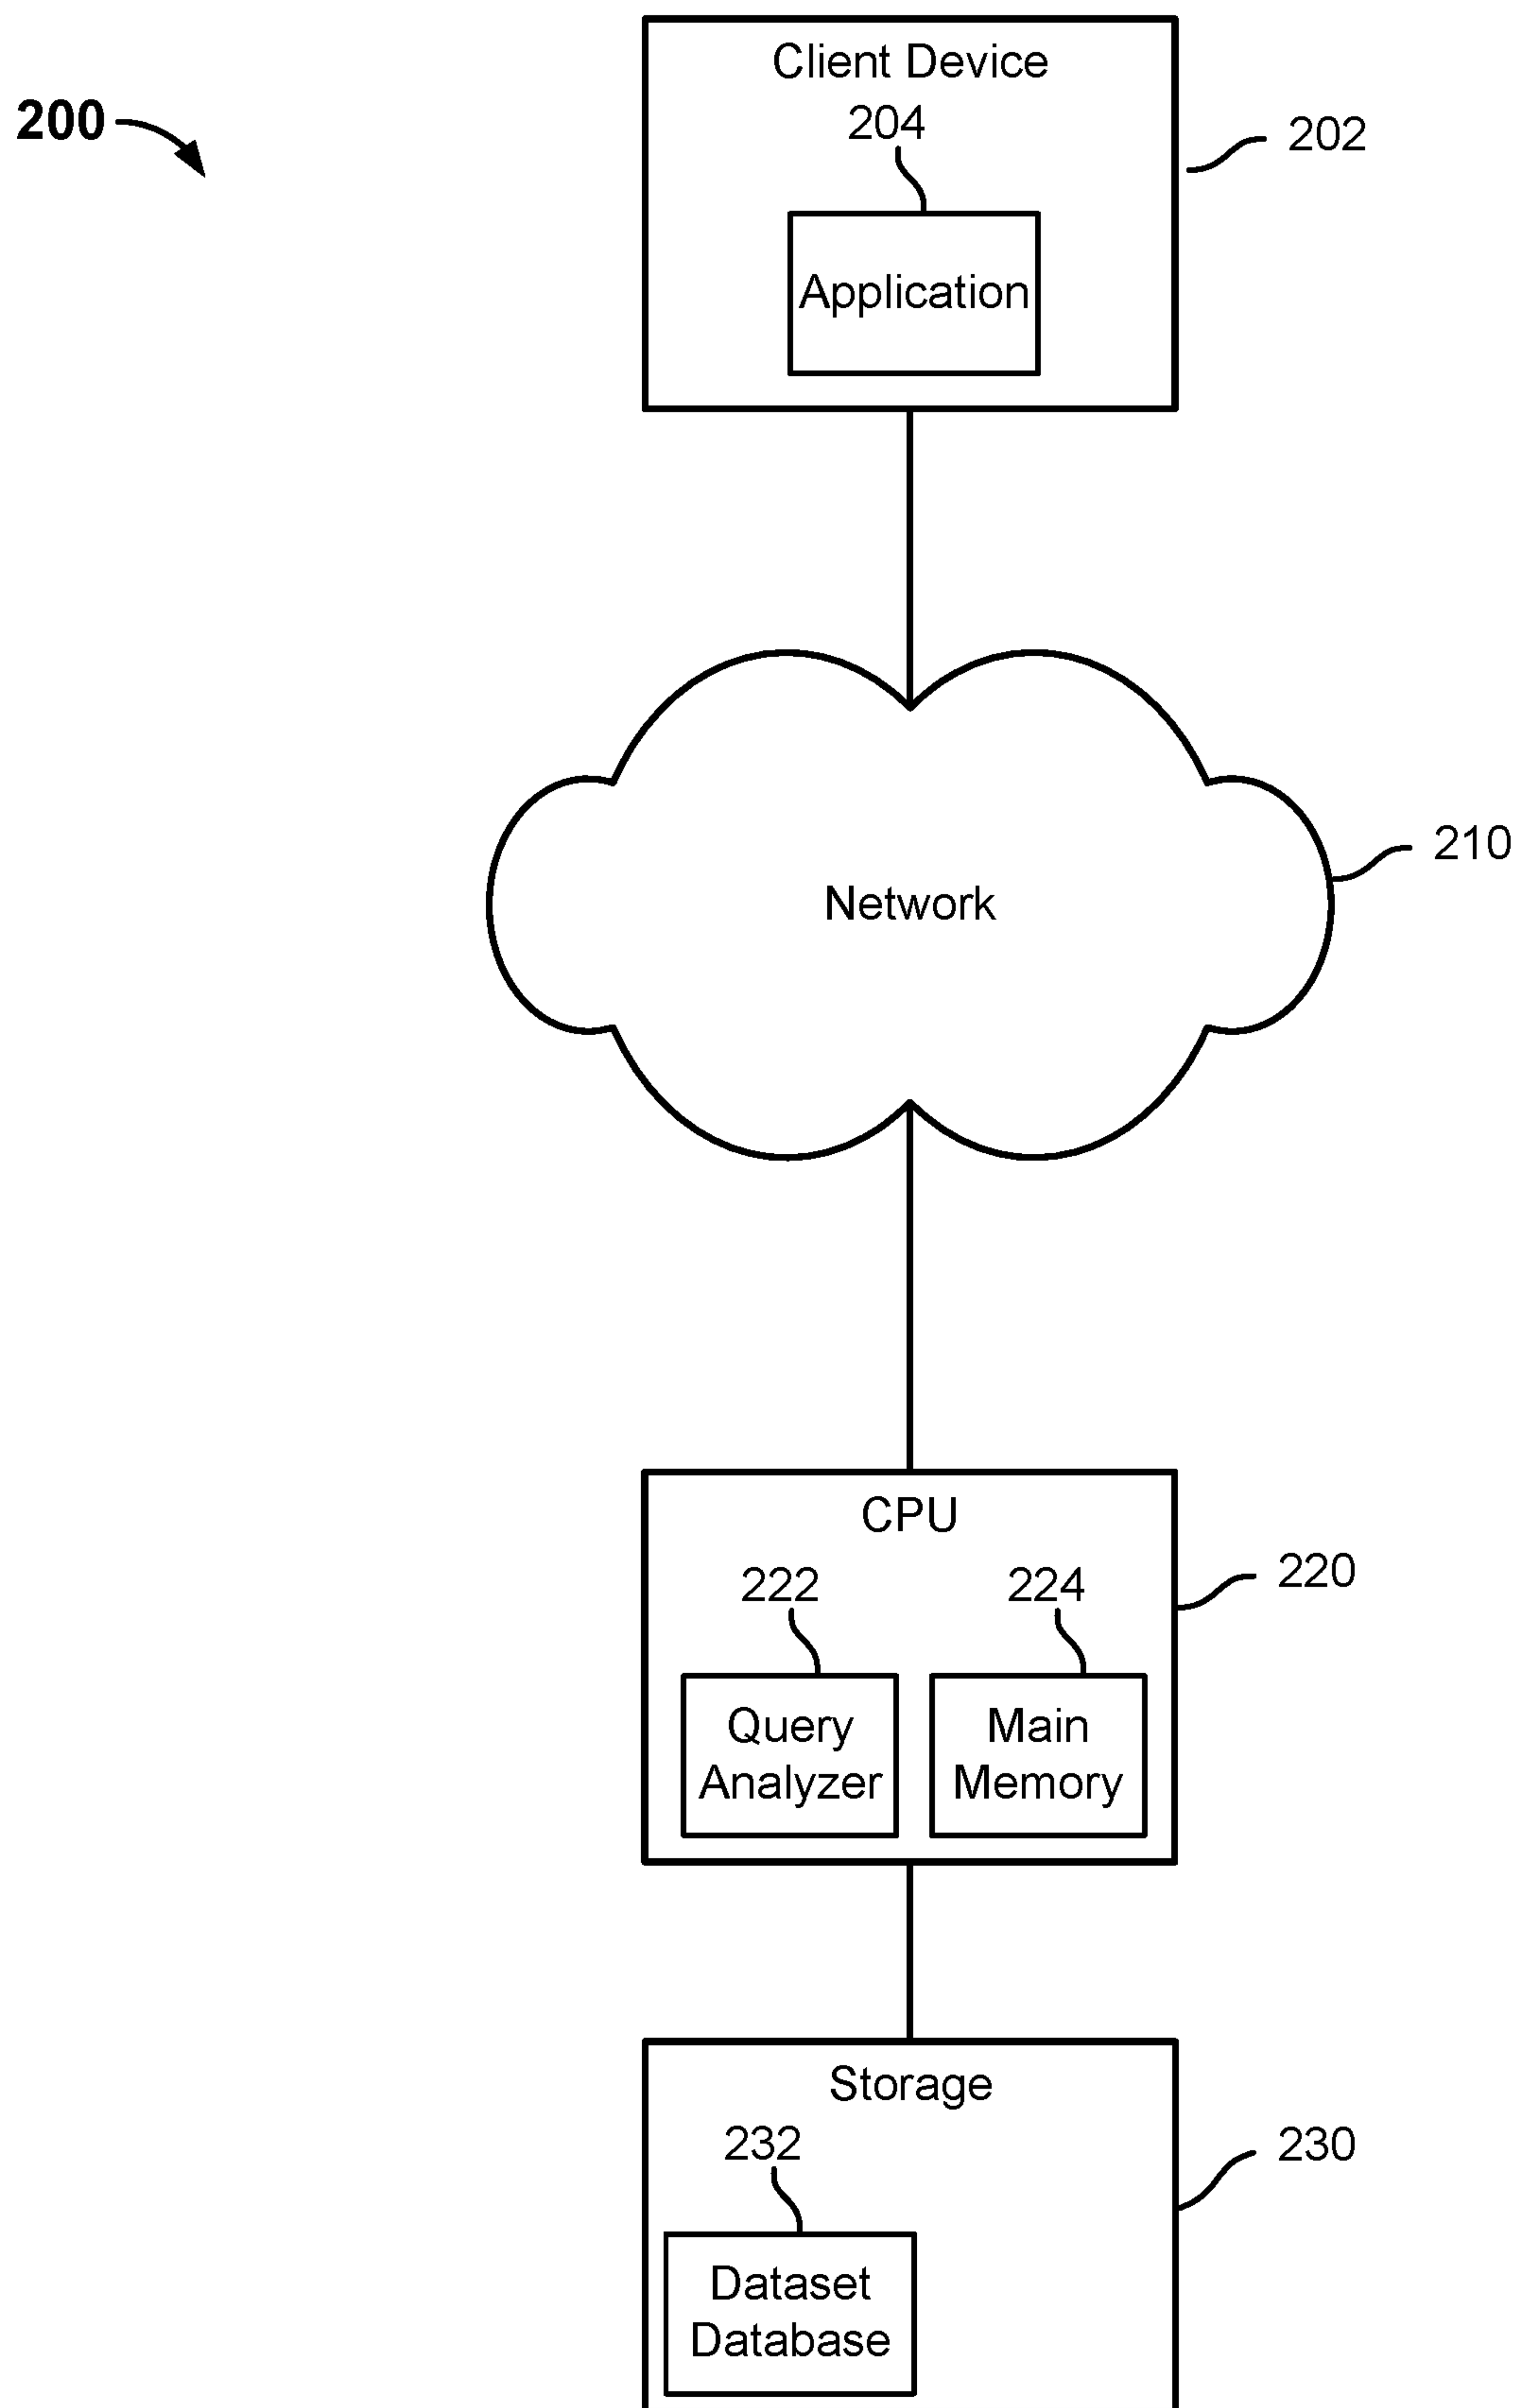 Client Device
200
204
202
Application
210
Network
CPU
220
222
224
Query
Analyzer
Main
Memory
Storage
232
230
Dataset
Database